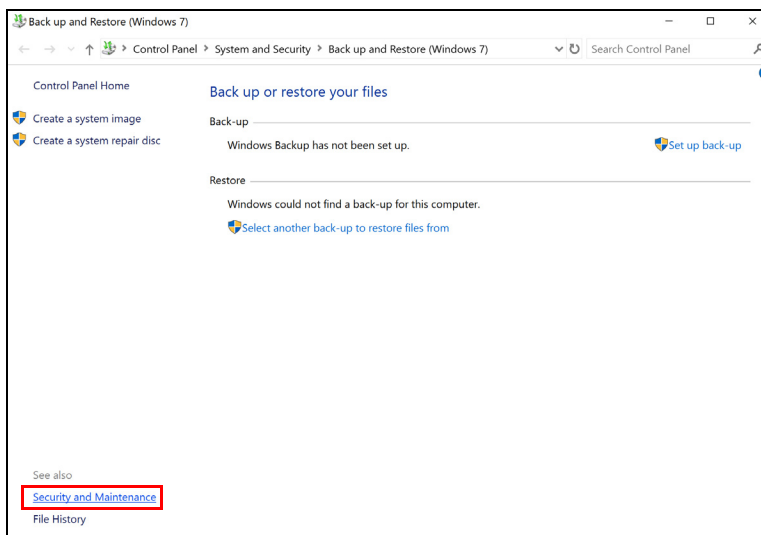 Back up and Restore (Windows 7)
Control Panel > System and Security > Back up and Restore (Windows 7)
Search Control Panel
Control Panel Home
Create a system image
Create a system repair disc
Back up or restore your files
Back-up
Windows Backup has not been set up.
Set up back-up
Restore
Windows could not find a back-up for this computer.
Select another back-up to restore files from
See also
Security and Maintenance
File History